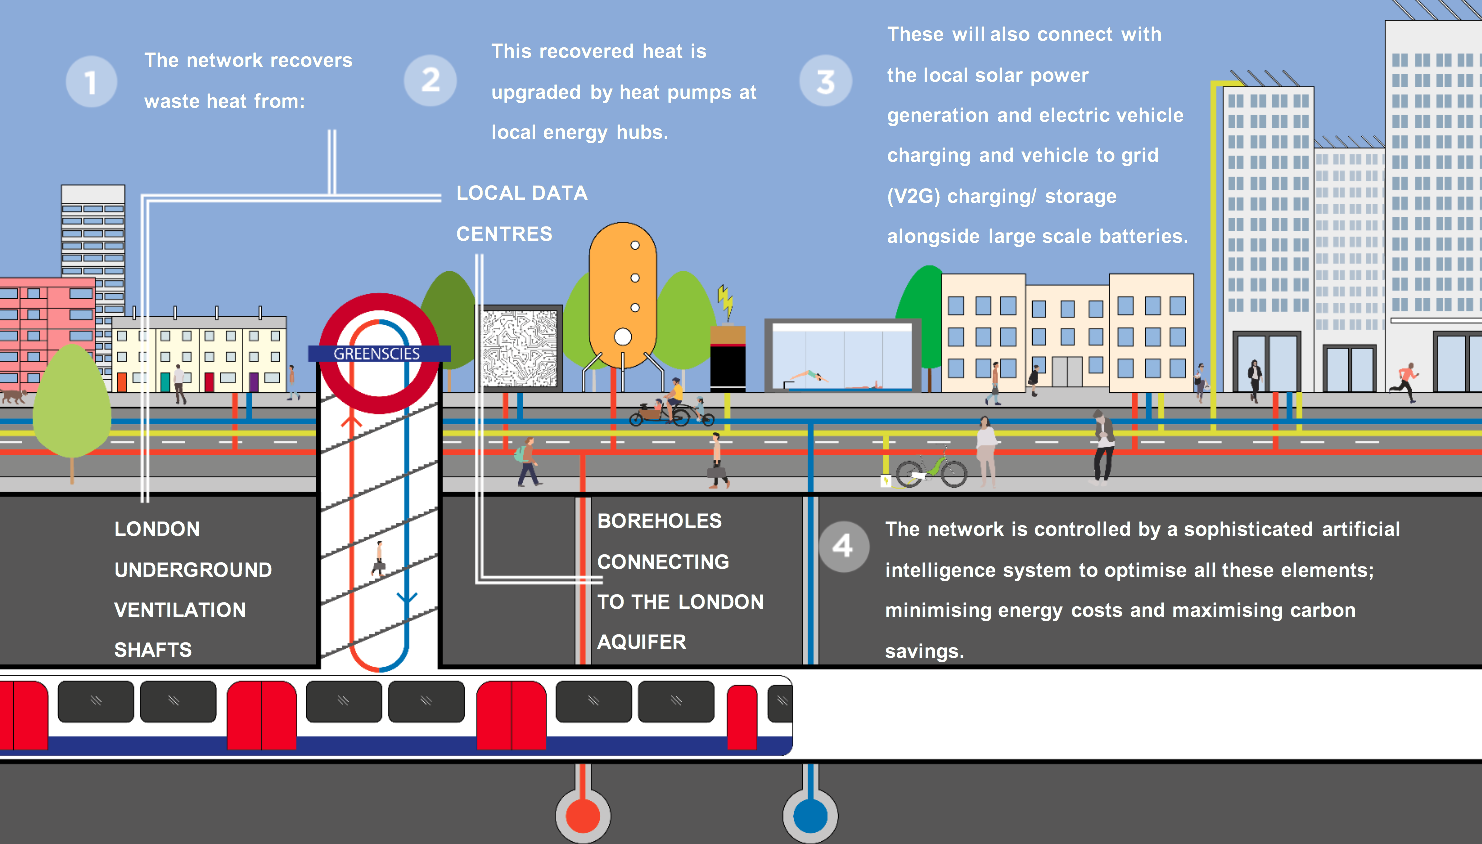 1
The network recovers
waste heat from:
2
This recovered heat is
upgraded by heat pumps at
local energy hubs.
3
These will also connect with
the local solar power
generation and electric vehicle
charging and vehicle to grid
(V2G) charging/ storage
alongside large scale batteries.
LOCAL DATA
CENTRES
GREENSCIES
LONDON
UNDERGROUND
VENTILATION
SHAFTS
BOREHOLES
CONNECTING
TO THE LONDON
AQUIFER
4
The network is controlled by a sophisticated artificial
intelligence system to optimise all these elements;
minimising energy costs and maximising carbon
savings.